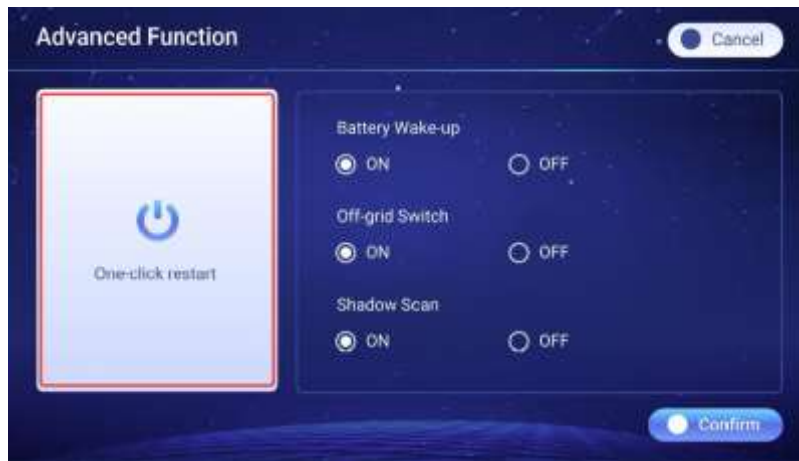 Advanced Function
Cancel
One-click restart
Battery Wake-up
ON OFF
Off-grid Switch
ON OFF
Shadow Scan
ON OFF
Confirm